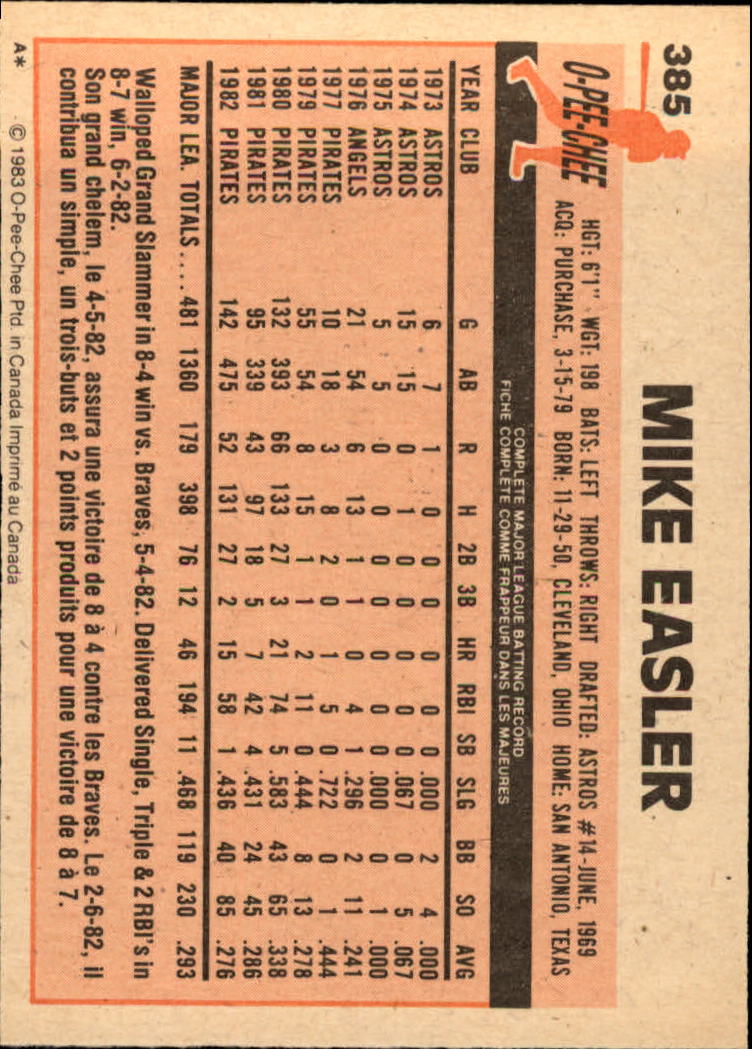 385
MIKE EASLER
O-PEE-CHEE
HGT: 6'1" WGT: 198 BATS: LEFT THROWS: RIGHT DRAFTED: ASTROS #14-JUNE, 1969
ACQ: PURCHASE, 3-15-79 BORN: 11-29-50, CLEVELAND, OHIO HOME: SAN ANTONIO, TEXAS
COMPLETE MAJOR LEAGUE BATTING RECORD
FICHE COMPLETE COMME FRAPPEUR DANS LES MAJEURES
YEAR CLUB G AB R H 2B 3B HR RBI SB SLG BB SO AVG
1973 ASTROS 6 7 1 0 0 0 0 0 0 .000 2 4 .000
1974 ASTROS 15 15 0 1 0 0 0 0 0 .067 0 5 .067
1975 ASTROS 5 5 0 0 0 0 0 0 0 .000 0 1 .000
1976 ANGELS 21 54 6 13 1 1 0 4 1 .296 2 11 .241
1977 PIRATES 10 18 3 8 2 0 1 5 0 .722 0 1 .444
1979 PIRATES 55 54 8 15 1 1 2 11 0 .444 8 13 .278
1980 PIRATES 132 393 66 133 27 3 21 74 5 .583 43 65 .338
1981 PIRATES 95 339 43 97 18 5 7 42 4 .431 24 45 .286
1982 PIRATES 142 475 52 131 27 2 15 58 1 .436 40 85 .276
MAJOR LEA. TOTALS.... 481 1360 179 398 76 12 46 194 11 .468 119 230 .293
Walloped Grand Slammer in 8-4 win vs. Braves, 5-4-82. Delivered Single, Triple & 2 RBI's in
8-7 win, 6-2-82.
Son grand chelem, le 4-5-82, assura une victoire de 8 à 4 contre les Braves. Le 2-6-82, il
contribua un simple, un trois-buts et 2 points produits pour une victoire de 8 à 7.
A* © 1983 O-Pee-Chee Ptd. in Canada Imprimé au Canada